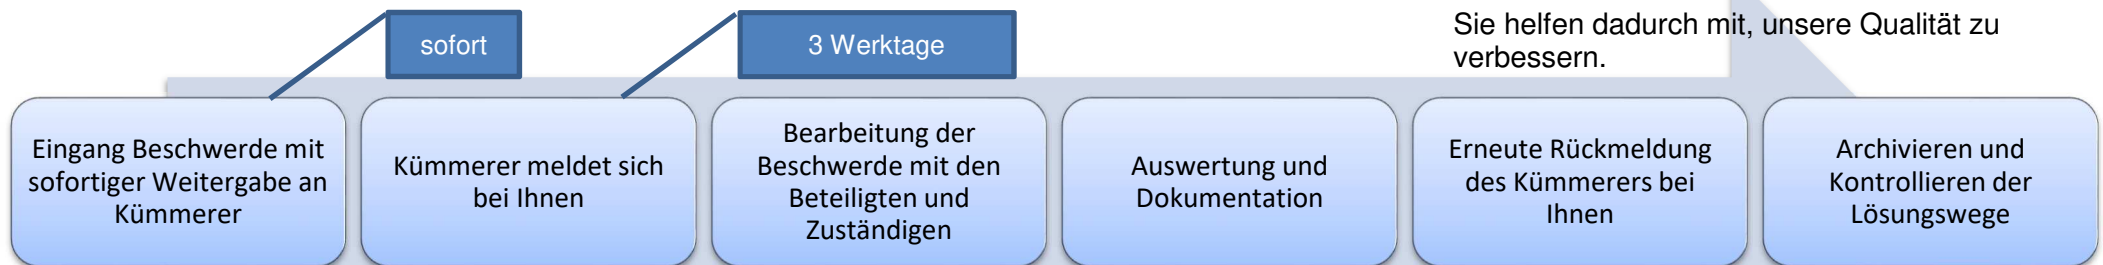 sofort
3 Werktage
Sie helfen dadurch mit, unsere Qualität zu
verbessern.
Eingang Beschwerde mit
sofortiger Weitergabe an
Kümmerer
Kümmerer meldet sich
bei Ihnen
Bearbeitung der
Beschwerde mit den
Beteiligten und
Zuständigen
Auswertung und
Dokumentation
Erneute Rückmeldung
des Kümmerers bei
Ihnen
Archivieren und
Kontrollieren der
Lösungswege